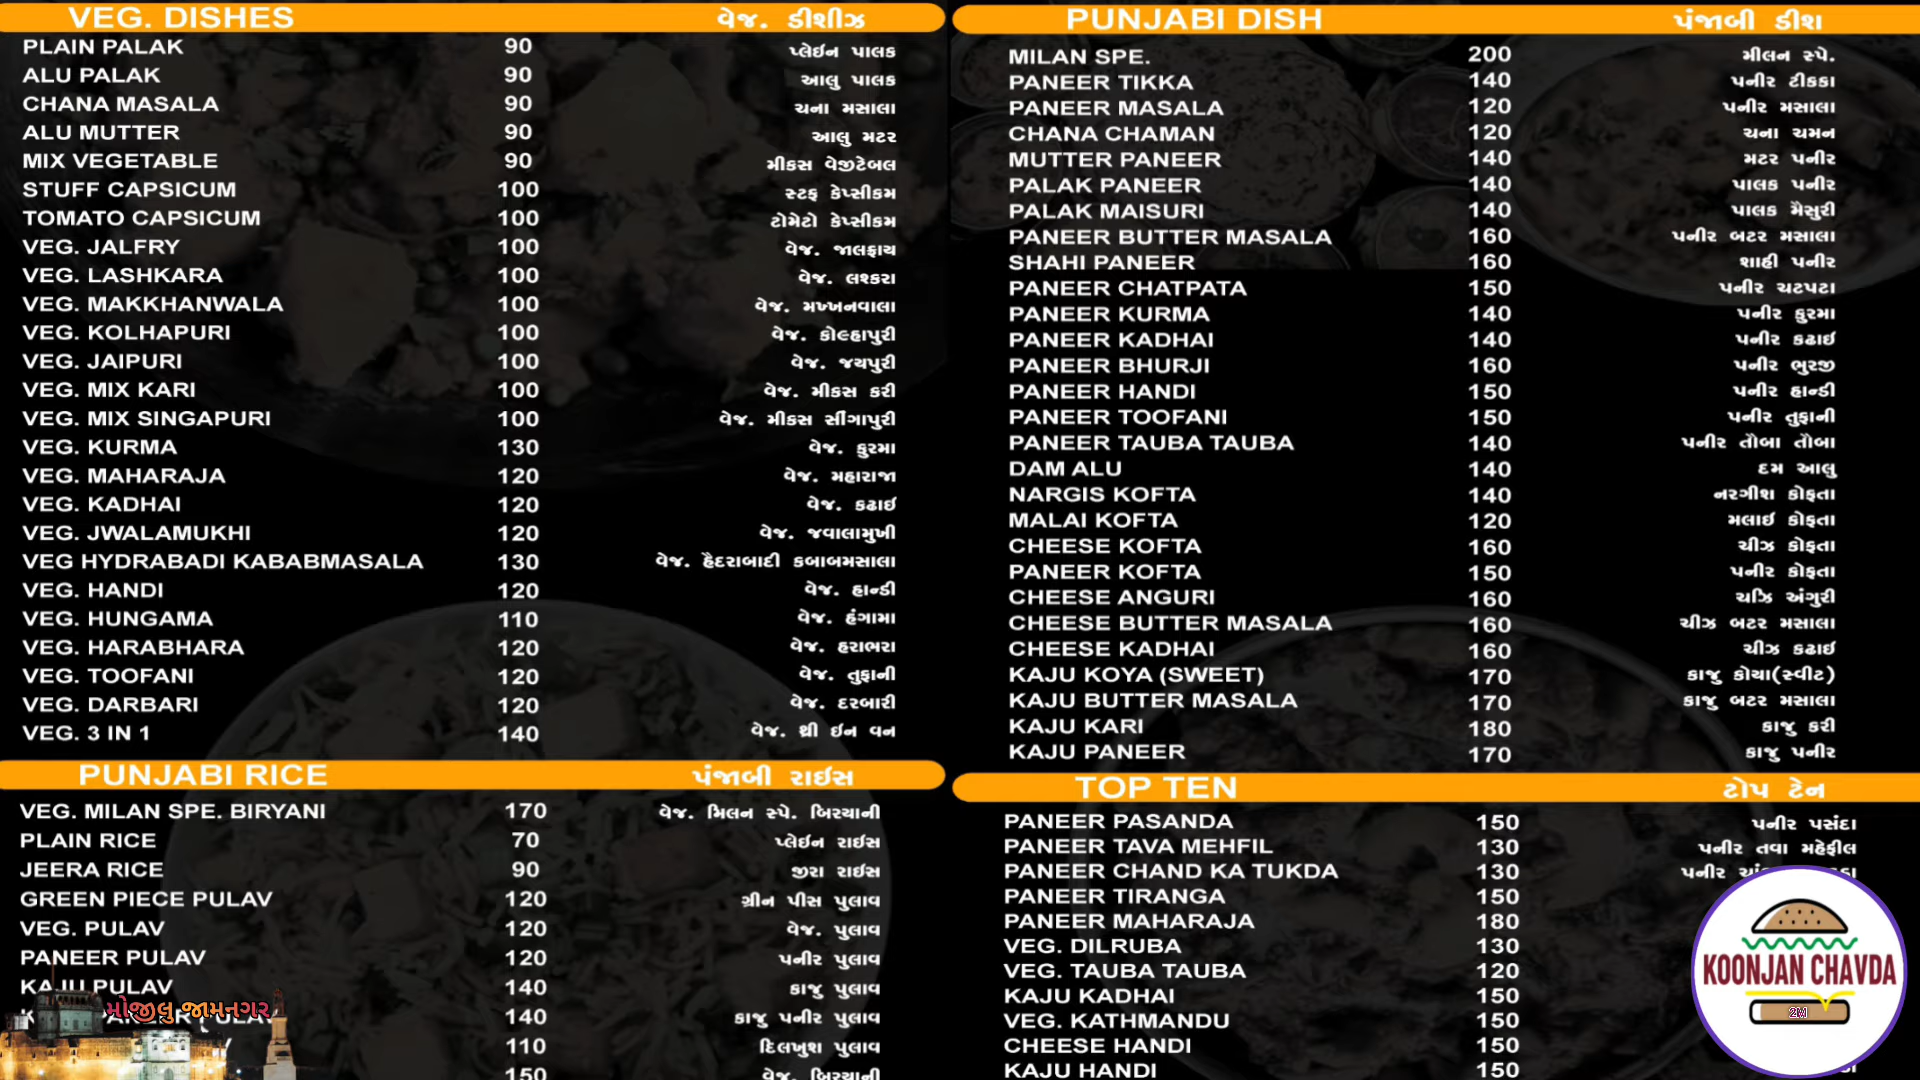 VEG. DISHES વેજ. ડીશીઝ
PLAIN PALAK 90 પ્લેઈન પાલક
ALU PALAK 90 આલુ પાલક
CHANA MASALA 90 ચના મસાલા
ALU MUTTER 90 આલુ મટર
MIX VEGETABLE 90 મીકસ વેજીટેબલ
STUFF CAPSICUM 100 સ્ટફ કેપ્સીકમ
TOMATO CAPSICUM 100 ટોમેટો કેપ્સીકમ
VEG. JALFRY 100 વેજ. જાલફ્રાય
VEG. LASHKARA 100 વેજ. લશ્કરા
VEG. MAKKHANWALA 100 વેજ. મખ્ખનવાલા
VEG. KOLHAPURI 100 વેજ. કોલ્હાપુરી
VEG. JAIPURI 100 વેજ. જયપુરી
VEG. MIX KARI 100 વેજ. મીકસ કરી
VEG. MIX SINGAPURI 100 વેજ. મીકસ સીંગાપુરી
VEG. KURMA 130 વેજ. કુરમા
VEG. MAHARAJA 120 વેજ. મહારાજા
VEG. KADHAI 120 વેજ. કઢાઈ
VEG. JWALAMUKHI 120 વેજ. જવાલામુખી
VEG HYDRABADI KABABMASALA 130 વેજ. હૈદરાબાદી કબાબમસાલા
VEG. HANDI 120 વેજ. હાન્ડી
VEG. HUNGAMA 110 વેજ. હંગામા
VEG. HARABHARA 120 વેજ. હરાભરા
VEG. TOOFANI 120 વેજ. તુફાની
VEG. DARBARI 120 વેજ. દરબારી
VEG. 3 IN 1 140 વેજ. થ્રી ઈન વન
PUNJABI RICE પંજાબી રાઈસ
VEG. MILAN SPE. BIRYANI 170 વેજ. મિલન સ્પે. બિરયાની
PLAIN RICE 70 પ્લેઈન રાઈસ
JEERA RICE 90 જીરા રાઈસ
GREEN PIECE PULAV 120 ગ્રીન પીસ પુલાવ
VEG. PULAV 120 વેજ. પુલાવ
PANEER PULAV 120 પનીર પુલાવ
KAJU PULAV 140 કાજુ પુલાવ
મોજીલુ જામનગર
PULAV 140 કાજુ પનીર પુલાવ
110 દિલખુશ પુલાવ
150 વેજ. બિરયાની
PUNJABI DISH પંજાબી ડીશ
MILAN SPE. 200 મીલન સ્પે.
PANEER TIKKA 140 પનીર ટીકકા
PANEER MASALA 120 પનીર મસાલા
CHANA CHAMAN 120 ચના ચમન
MUTTER PANEER 140 મટર પનીર
PALAK PANEER 140 પાલક પનીર
PALAK MAISURI 140 પાલક મૈસુરી
PANEER BUTTER MASALA 160 પનીર બટર મસાલા
SHAHI PANEER 160 શાહી પનીર
PANEER CHATPATA 150 પનીર ચટપટા
PANEER KURMA 140 પનીર કુરમા
PANEER KADHAI 140 પનીર કઢાઈ
PANEER BHURJI 160 પનીર ભુરજી
PANEER HANDI 150 પનીર હાન્ડી
PANEER TOOFANI 150 પનીર તુફાની
PANEER TAUBA TAUBA 140 પનીર તૌબા તૌબા
DAM ALU 140 દમ આલુ
NARGIS KOFTA 140 નરગીશ કોફતા
MALAI KOFTA 120 મલાઈ કોફતા
CHEESE KOFTA 160 ચીઝ કોફતા
PANEER KOFTA 150 પનીર કોફતા
CHEESE ANGURI 160 ચઝિ અંગુરી
CHEESE BUTTER MASALA 160 ચીઝ બટર મસાલા
CHEESE KADHAI 160 ચીઝ કઢાઈ
KAJU KOYA (SWEET) 170 કાજુ કોયા(સ્વીટ)
KAJU BUTTER MASALA 170 કાજુ બટર મસાલા
KAJU KARI 180 કાજુ કરી
KAJU PANEER 170 કાજુ પનીર
TOP TEN ટોપ ટેન
PANEER PASANDA 150 પનીર પસંદા
PANEER TAVA MEHFIL 130 પનીર તવા મહેફીલ
PANEER CHAND KA TUKDA 130 પનીર
PANEER TIRANGA 150
PANEER MAHARAJA 180
VEG. DILRUBA 130
VEG. TAUBA TAUBA 120
KAJU KADHAI 150
VEG. KATHMANDU 150
CHEESE HANDI 150
KAJU HANDI 150
KOONJAN CHAVDA
2M